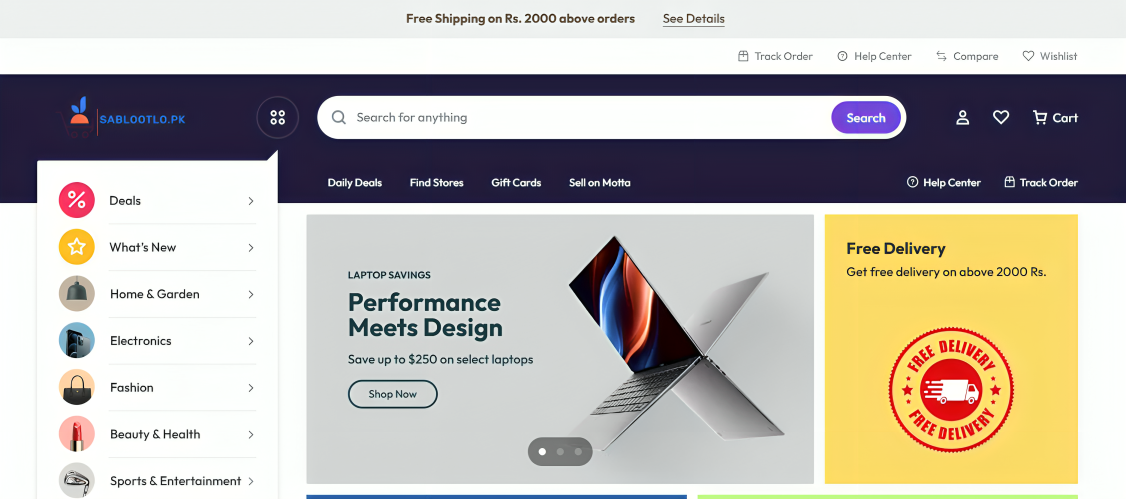 Free Shipping on Rs. 2000 above orders See Details
Track Order Help Center Compare Wishlist
SABLOOTLO.PK
Search for anything
Search
Cart
Daily Deals Find Stores Gift Cards Sell on Motta
Help Center Track Order
Deals
What's New
Home & Garden
Electronics
Fashion
Beauty & Health
Sports & Entertainment
LAPTOP SAVINGS
Performance
Meets Design
Save up to $250 on select laptops
Shop Now
Free Delivery
Get free delivery on above 2000 Rs.
FREE DELIVERY
FREE DELIVERY